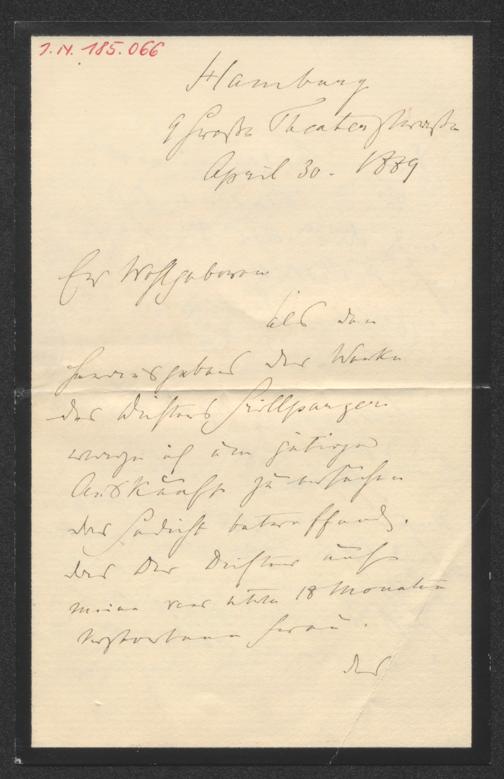 I.N. 185.066
Hamburg
9 Große Theaterstraße
April 30. 1889
Ew Wohlgeboren
als den
Herausgeber der Werke
des Dichters Grillparzer
wage ich um gütige
Auskunft zu ersuchen
das Gedicht betreffend,
das der Dichter auf
meine vor etwa 18 Monaten
verstorbene Frau.
das